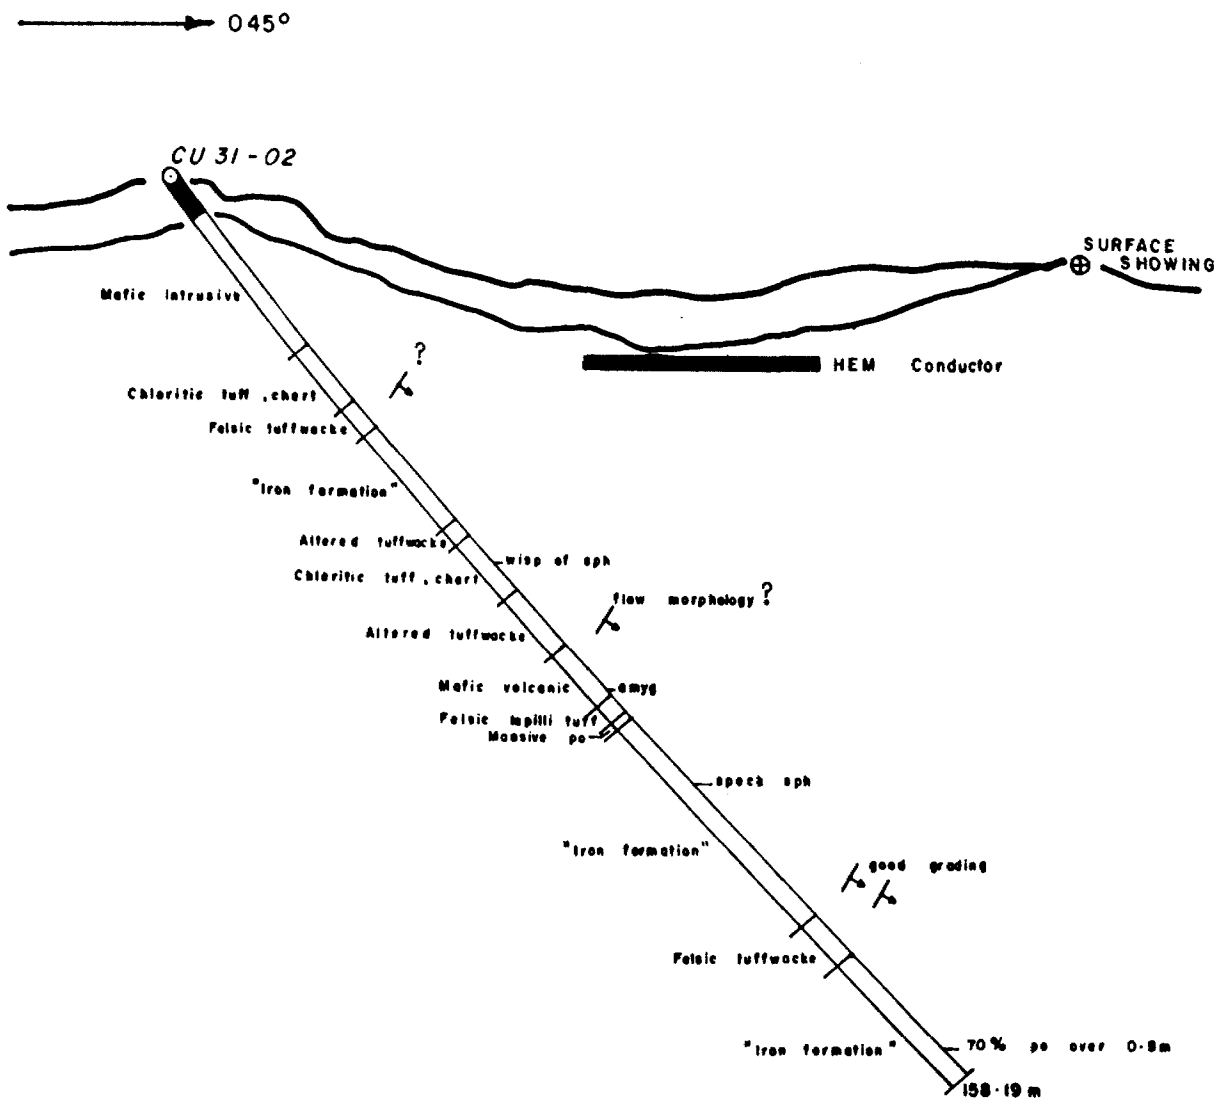 045°
CU 31-02
SURFACE
SHOWING
Mafic Intrusive
HEM Conductor
?
Chloritic tuff, chert
Felsic tuffwacke
"Iron formation"
Altered tuffwacke
wisp of sph
Chloritic tuff, chert
flow morphology?
Altered tuffwacke
Mafic volcanic
amyg
Felsic lapilli tuff
Massive po
speck sph
"Iron formation"
good grading
Felsic tuffwacke
"Iron formation"
70% po over 0.8m
158.19 m